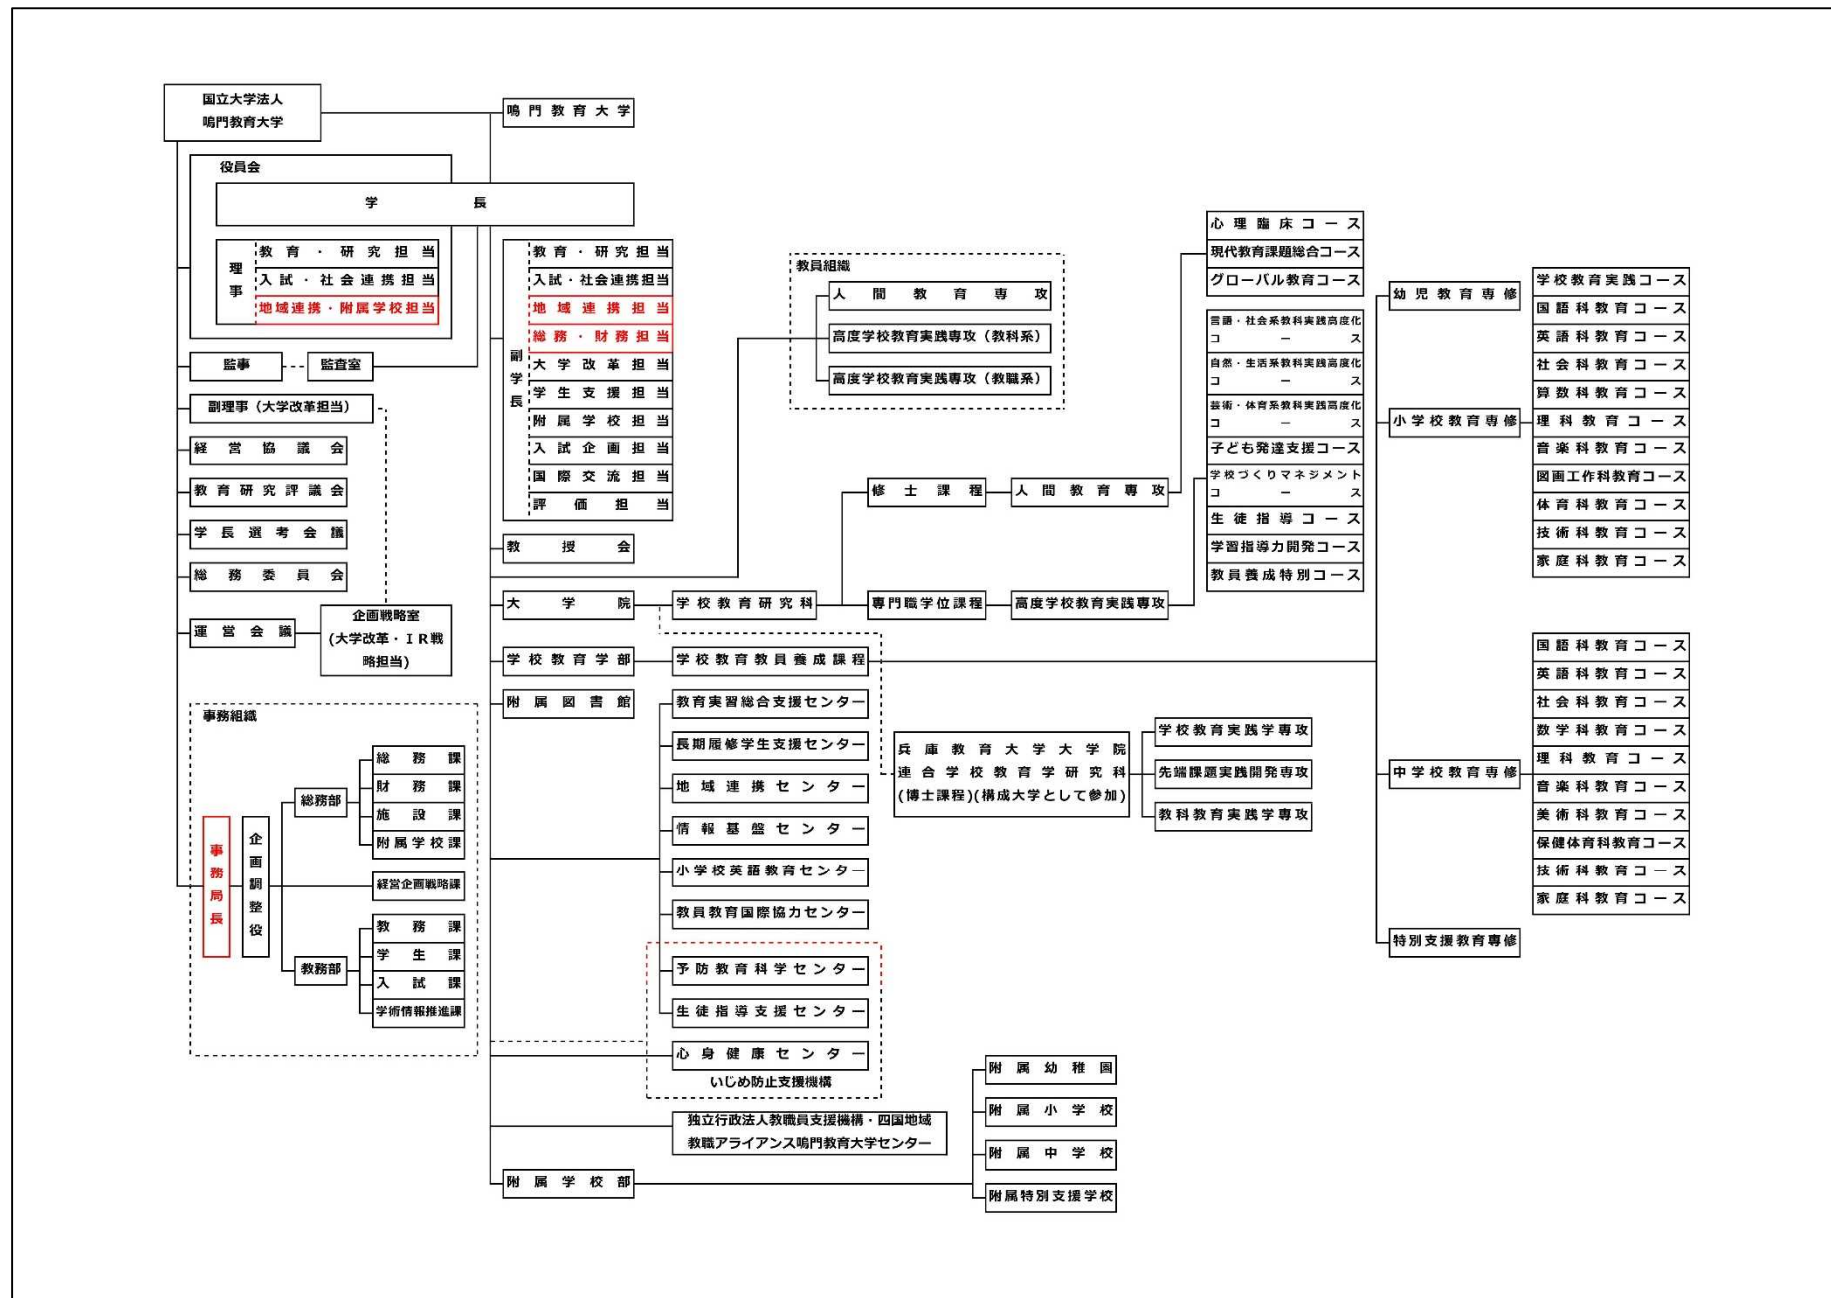 国立大学法人
鳴門教育大学
鳴門教育大学
役員会
学長
理事
教育・研究担当
入試・社会連携担当
地域連携・附属学校担当
監事
監査室
副理事（大学改革担当）
経営協議会
教育研究評議会
学長選考会議
総務委員会
運営会議
企画戦略室
(大学改革・ＩＲ戦
略担当)
事務組織
事務局長
企画調整役
総務部
総務課
財務課
施設課
附属学校課
経営企画戦略課
教務部
教務課
学生課
入試課
学術情報推進課
副学長
教育・研究担当
入試・社会連携担当
地域連携担当
総務・財務担当
大学改革担当
学生支援担当
附属学校担当
入試企画担当
国際交流担当
評価担当
教授会
教員組織
人間教育専攻
高度学校教育実践専攻（教科系）
高度学校教育実践専攻（教職系）
大学院
学校教育研究科
修士課程
人間教育専攻
心理臨床コース
現代教育課題総合コース
グローバル教育コース
専門職学位課程
高度学校教育実践専攻
言語・社会系教科実践高度化
コース
自然・生活系教科実践高度化
コース
芸術・体育系教科実践高度化
コース
子ども発達支援コース
学校づくりマネジメント
コース
生徒指導コース
学習指導力開発コース
教員養成特別コース
兵庫教育大学大学院
連合学校教育学研究科
(博士課程)(構成大学として参加)
学校教育実践学専攻
先端課題実践開発専攻
教科教育実践学専攻
学校教育学部
学校教育教員養成課程
幼児教育専修
小学校教育専修
学校教育実践コース
国語科教育コース
英語科教育コース
社会科教育コース
算数科教育コース
理科教育コース
音楽科教育コース
図画工作科教育コース
体育科教育コース
技術科教育コース
家庭科教育コース
中学校教育専修
国語科教育コース
英語科教育コース
社会科教育コース
数学科教育コース
理科教育コース
音楽科教育コース
美術科教育コース
保健体育科教育コース
技術科教育コース
家庭科教育コース
特別支援教育専修
附属図書館
教育実習総合支援センター
長期履修学生支援センター
地域連携センター
情報基盤センター
小学校英語教育センター
教員教育国際協力センター
予防教育科学センター
生徒指導支援センター
心身健康センター
いじめ防止支援機構
独立行政法人教職員支援機構・四国地域
教職アライアンス鳴門教育大学センター
附属学校部
附属幼稚園
附属小学校
附属中学校
附属特別支援学校